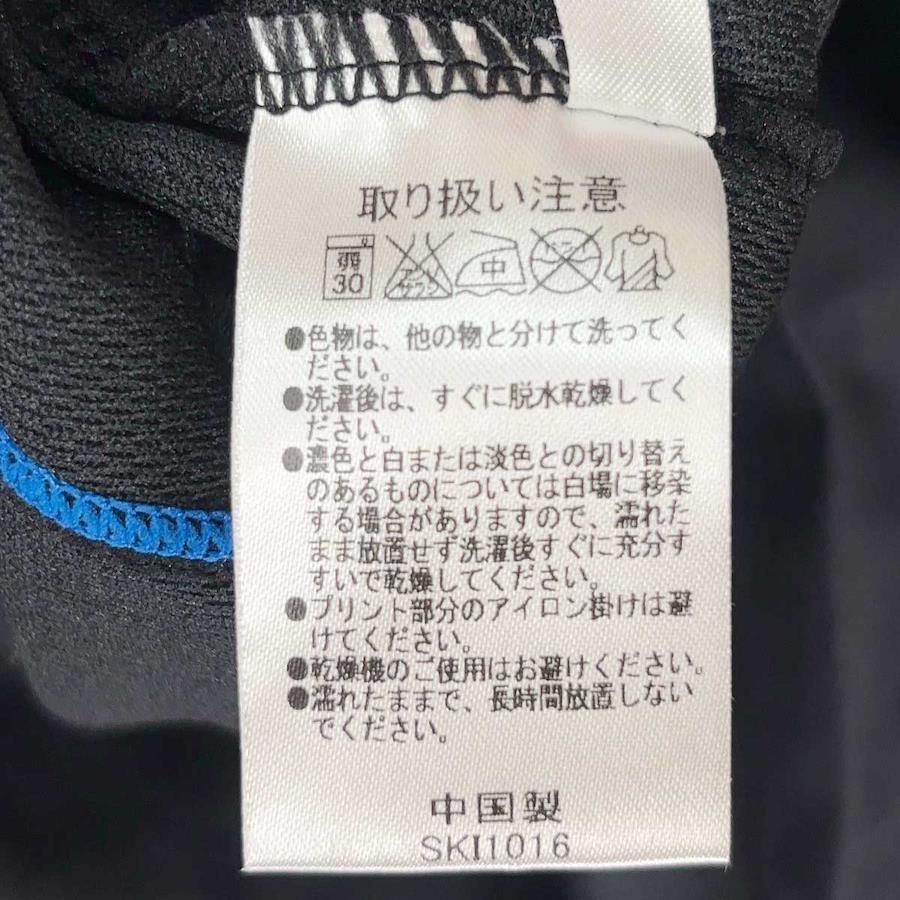 取り扱い注意
弱
30
エンソ
サラシ
中
ドライ
●色物は、他の物と分けて洗ってく
ださい。
●洗濯後は、すぐに脱水乾燥してく
ださい。
●濃色と白または淡色との切り替え
のあるものについては白場に移染
する場合がありますので、濡れた
まま放置せず洗濯後すぐに充分す
すいで乾燥してください。
●プリント部分のアイロン掛けは避
けてください。
●乾燥機のご使用はお避けください。
●濡れたままで、長時間放置しない
でください。
中国製
SKI1016